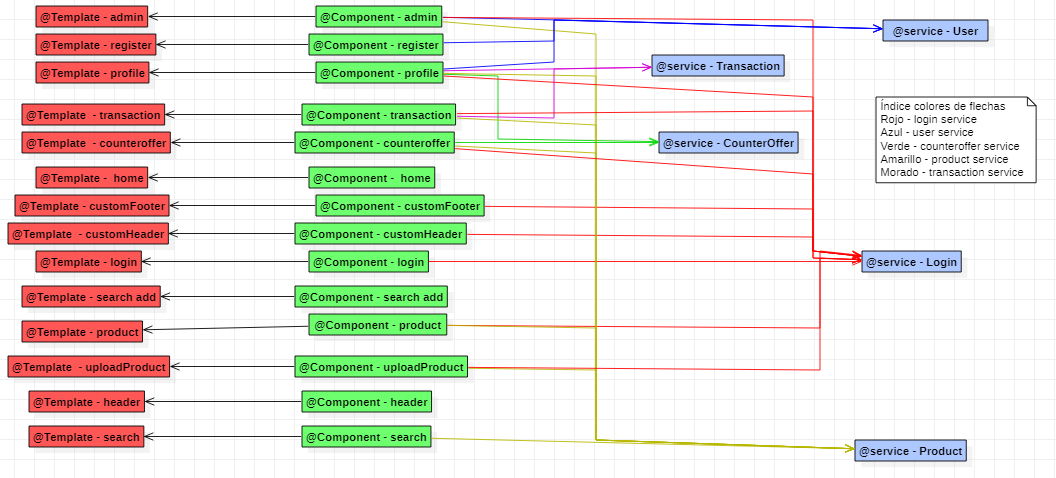 @Template - admin
@Component - admin
@service - User
@Template - register
@Component - register
@Template - profile
@Component - profile
@service - Transaction
@Template - transaction
@Component - transaction
Índice colores de flechas
Rojo - login service
Azul - user service
Verde - counteroffer service
Amarillo - product service
Morado - transaction service
@Template - counteroffer
@Component - counteroffer
@service - CounterOffer
@Template - home
@Component - home
@Template - customFooter
@Component - customFooter
@Template - customHeader
@Component - customHeader
@Template - login
@Component - login
@service - Login
@Template - search add
@Component - search add
@Template - product
@Component - product
@Template - uploadProduct
@Component - uploadProduct
@Template - header
@Component - header
@Template - search
@Component - search
@service - Product